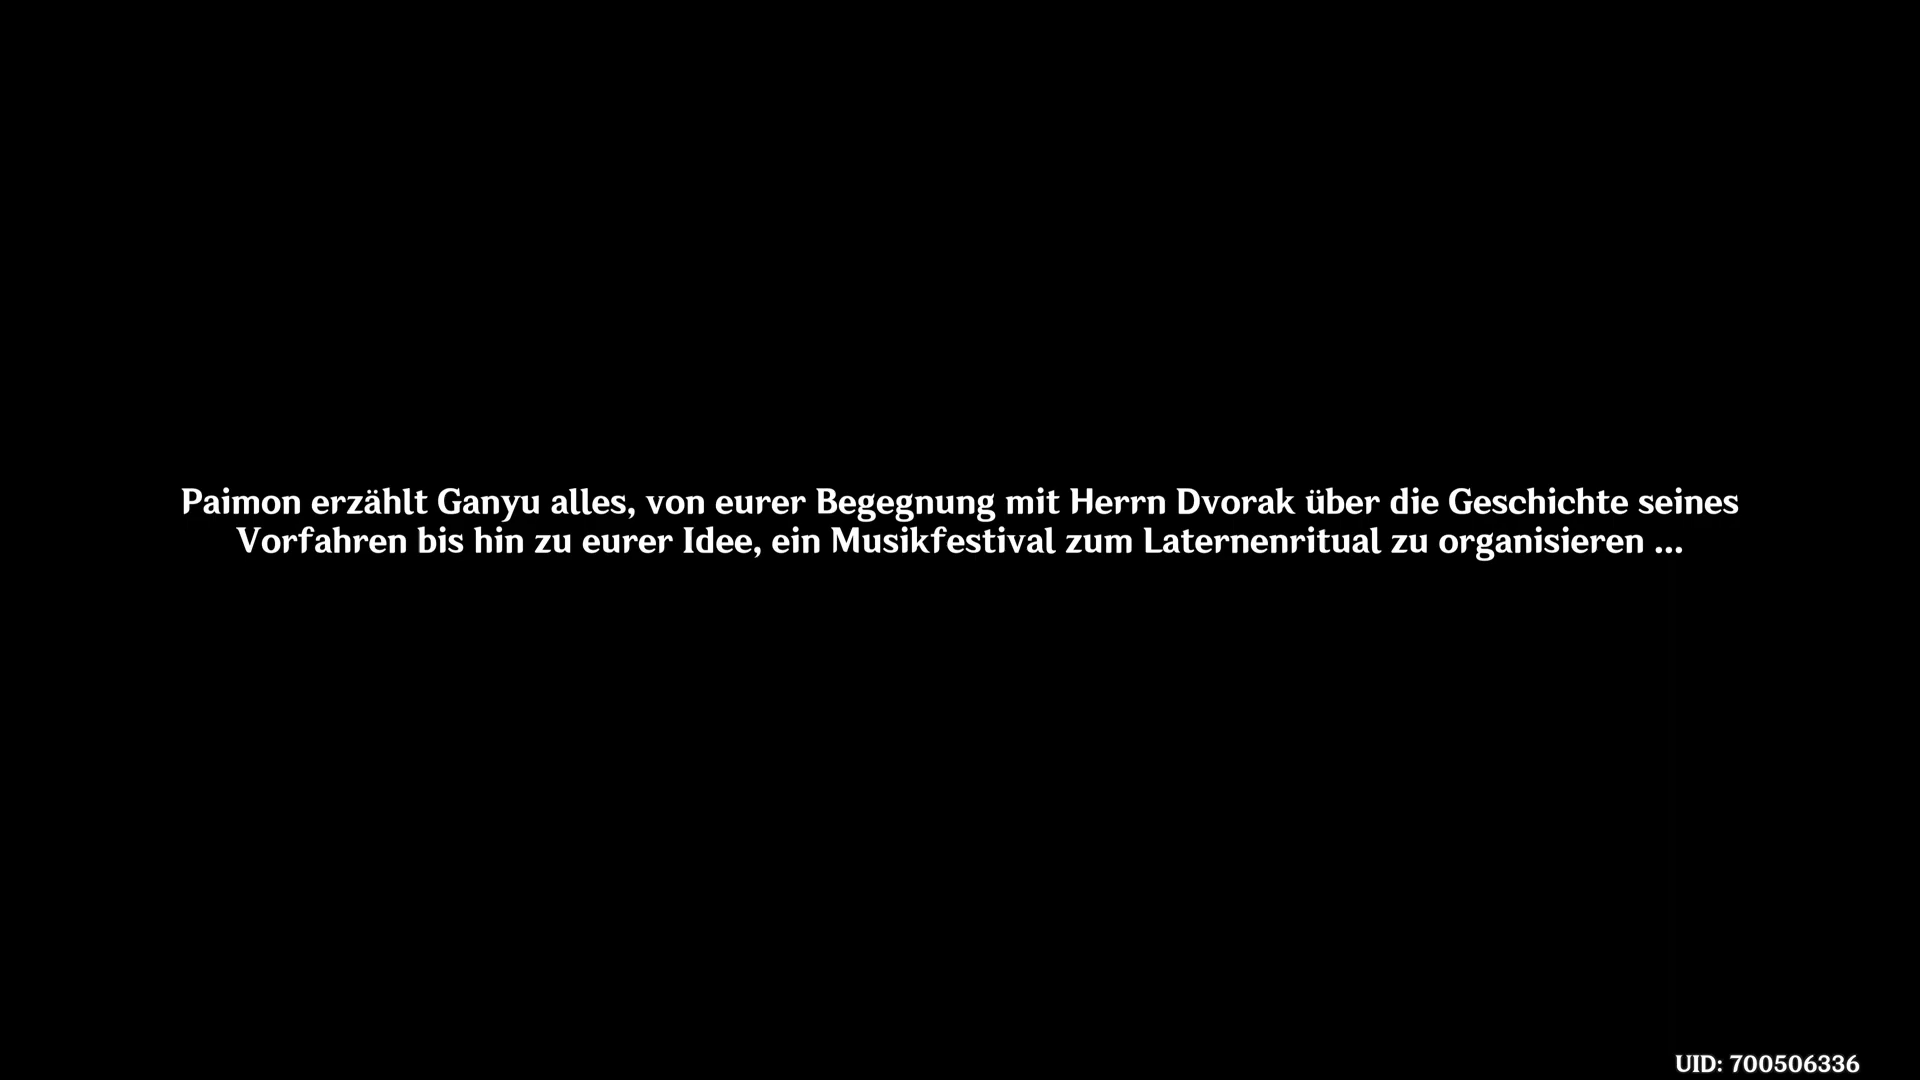 Paimon erzählt Ganyu alles, von eurer Begegnung mit Herrn Dvorak über die Geschichte seines
Vorfahren bis hin zu eurer Idee, ein Musikfestival zum Laternenritual zu organisieren ...
UID: 700506336